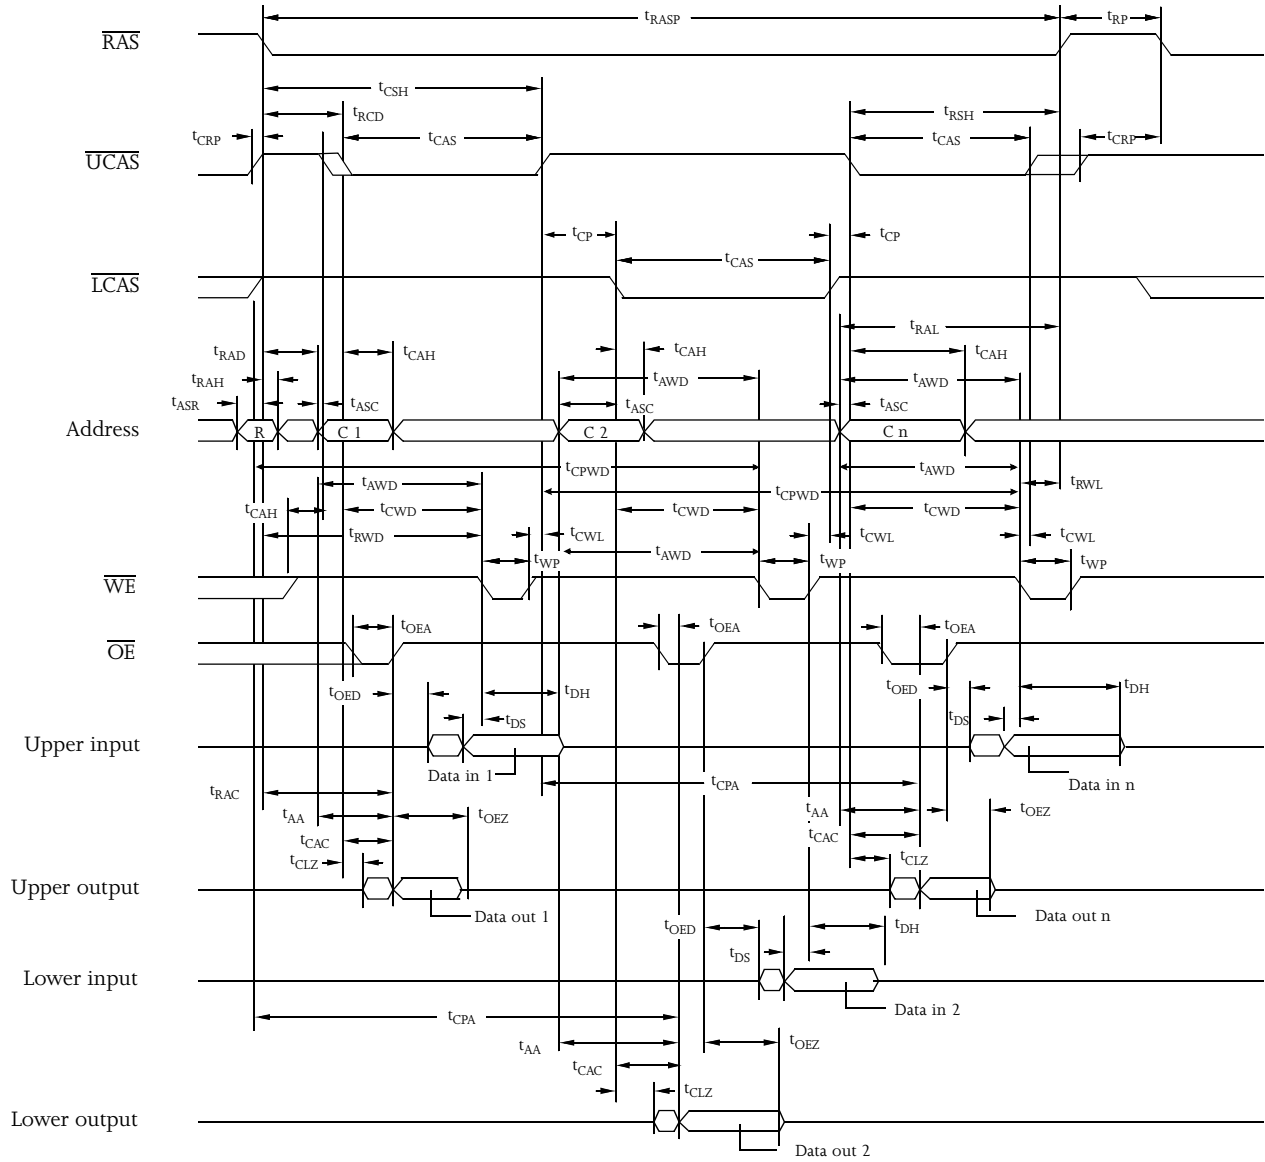 tRASP tRP
RAS
tCSH
tRCD tRSH
tCRP tCAS tCAS tCRP
UCAS
tCP tCP
tCAS
LCAS
tRAL
tRAD tCAH tCAH tCAH
tRAH tAWD tAWD
tASR tASC tASC tASC
Address R C 1 C 2 C n
tCPWD tAWD
tAWD tCPWD tRWL
tCAH tCWD tCWD tCWD
tRWD tCWL tCWL tCWL
tWP tAWD tWP tWP
WE
tOEA tOEA tOEA
OE
tOED tDH tOED tDH
tDS tDS
Upper input
Data in 1 tCPA Data in n
tRAC
tAA tOEZ tAA tOEZ
tCAC tCAC
tCLZ tCLZ
Upper output
Data out 1 Data out n
tOED tDH
tDS
Lower input
Data in 2
tCPA
tAA tOEZ
tCAC
tCLZ
Lower output
Data out 2